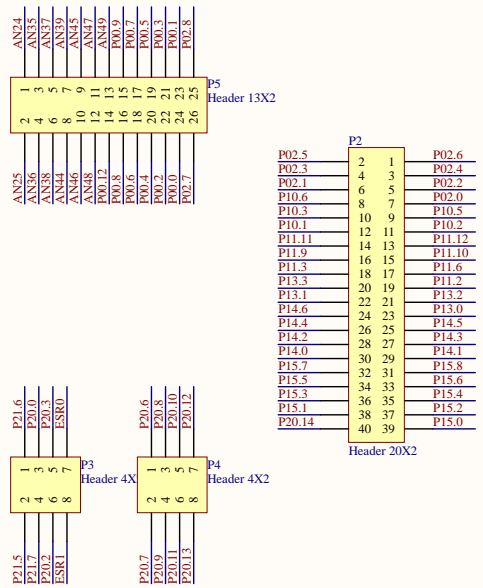 AN24 AN35 AN37 AN39 AN45 AN47 AN49 P00.9 P00.7 P00.5 P00.3 P00.1 P02.8
1 3 5 7 9 11 13 15 17 19 21 23 25
2 4 6 8 10 12 14 16 18 20 22 24 26
P5
Header 13X2
AN25 AN36 AN38 AN44 AN46 AN48 P00.12 P00.8 P00.6 P00.4 P00.2 P00.0 P02.7
P2
P02.5 2 1 P02.6
P02.3 4 3 P02.4
P02.1 6 5 P02.2
P10.6 8 7 P02.0
P10.3 10 9 P10.5
P10.1 12 11 P10.2
P11.11 14 13 P11.12
P11.9 16 15 P11.10
P11.3 18 17 P11.6
P13.3 20 19 P11.2
P13.1 22 21 P13.2
P14.6 24 23 P13.0
P14.4 26 25 P14.5
P14.2 28 27 P14.3
P14.0 30 29 P14.1
P15.7 32 31 P15.8
P15.5 34 33 P15.6
P15.3 36 35 P15.4
P15.1 38 37 P15.2
P20.14 40 39 P15.0
Header 20X2
P21.6 P20.0 P20.3 ESR0
1 3 5 7
2 4 6 8
P3
Header 4X
P21.5 P21.7 P20.2 ESR1
P20.6 P20.8 P20.10 P20.12
1 3 5 7
2 4 6 8
P4
Header 4X2
P20.7 P20.9 P20.11 P20.13